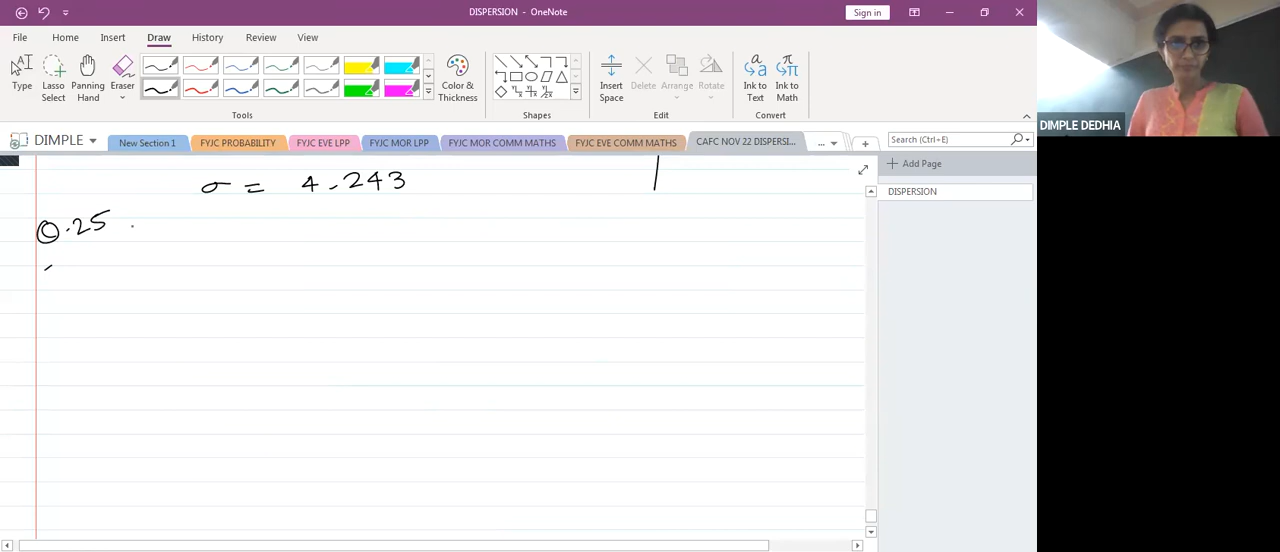 DISPERSION - OneNote
Sign in
File Home Insert Draw History Review View
Type
Lasso Select
Panning Hand
Eraser
Color & Thickness
Insert Space
Delete
Arrange
Rotate
Ink to Text
Ink to Math
Tools
Shapes
Edit
Convert
DIMPLE
New Section 1
FYJC PROBABILITY
FYJC EVE LPP
FYJC MOR LPP
FYJC MOR COMM MATHS
FYJC EVE COMM MATHS
CAFC NOV 22 DISPERSI...
Search (Ctrl+E)
Add Page
DISPERSION
DIMPLE DEDHIA
σ = 4.243
Q.25